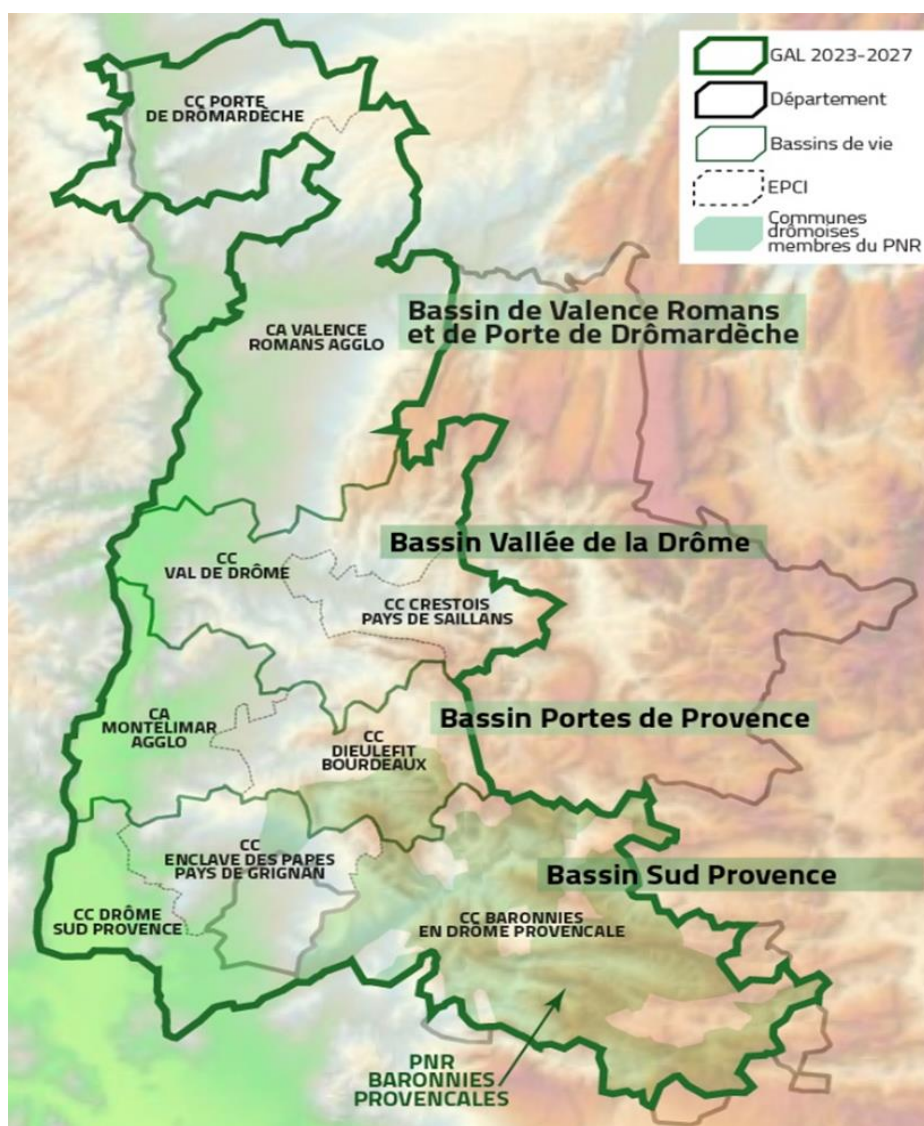 GAL 2023-2027
Département
Bassins de vie
EPCI
Communes
drômoises
membres du PNR
CC PORTE
DE DRÔMARDÈCHE
Bassin de Valence Romans
et de Porte de Drômardèche
CA VALENCE
ROMANS AGGLO
Bassin Vallée de la Drôme
CC
VAL DE DRÔME
CC CRESTOIS
PAYS DE SAILLANS
Bassin Portes de Provence
CA
MONTÉLIMAR
AGGLO
CC
DIEULEFIT
BOURDEAUX
CC
ENCLAVE DES PAPES
PAYS DE GRIGNAN
Bassin Sud Provence
CC DRÔME
SUD PROVENCE
CC BARONNIES
EN DRÔME PROVENCALE
PNR
BARONNIES
PROVENCALES